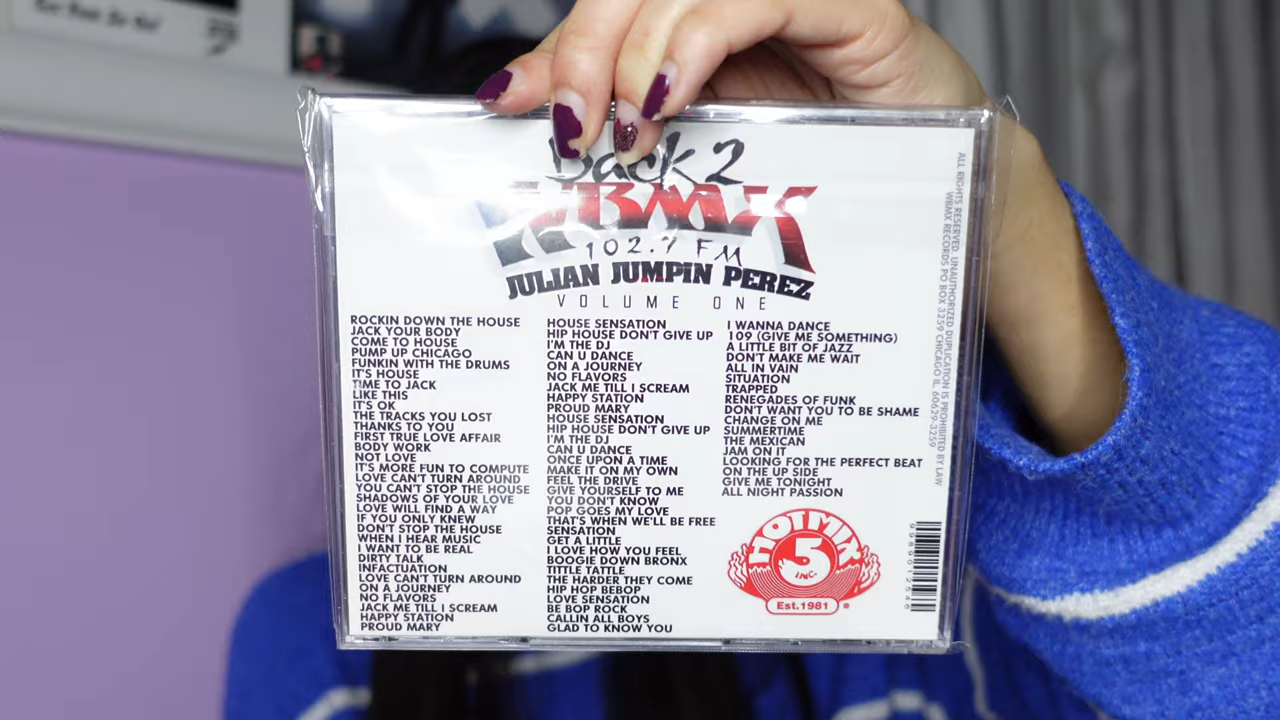 Back 2
WBMX
102.7 FM
JULIAN JUMPIN PEREZ
VOLUME ONE
ROCKIN DOWN THE HOUSE
JACK YOUR BODY
COME TO HOUSE
PUMP UP CHICAGO
FUNKIN WITH THE DRUMS
IT'S HOUSE
TIME TO JACK
LIKE THIS
IT'S OK
THE TRACKS YOU LOST
THANKS TO YOU
FIRST TRUE LOVE AFFAIR
BODY WORK
NOT LOVE
IT'S MORE FUN TO COMPUTE
LOVE CAN'T TURN AROUND
YOU CAN'T STOP THE HOUSE
SHADOWS OF YOUR LOVE
LOVE WILL FIND A WAY
IF YOU ONLY KNEW
DON'T STOP THE HOUSE
WHEN I HEAR MUSIC
I WANT TO BE REAL
DIRTY TALK
INFACTUATION
LOVE CAN'T TURN AROUND
ON A JOURNEY
NO FLAVORS
JACK ME TILL I SCREAM
HAPPY STATION
PROUD MARY
HOUSE SENSATION
HIP HOUSE DON'T GIVE UP
I'M THE DJ
CAN U DANCE
ON A JOURNEY
NO FLAVORS
JACK ME TILL I SCREAM
HAPPY STATION
PROUD MARY
HOUSE SENSATION
HIP HOUSE DON'T GIVE UP
I'M THE DJ
CAN U DANCE
ONCE UPON A TIME
MAKE IT ON MY OWN
FEEL THE DRIVE
GIVE YOURSELF TO ME
YOU DON'T KNOW
POP GOES MY LOVE
THAT'S WHEN WE'LL BE FREE
SENSATION
GET A LITTLE
I LOVE HOW YOU FEEL
BOOGIE DOWN BRONX
TITTLE TATTLE
THE HARDER THEY COME
HIP HOP BEBOP
LOVE SENSATION
BE BOP ROCK
CALLIN ALL BOYS
GLAD TO KNOW YOU
I WANNA DANCE
109 (GIVE ME SOMETHING)
A LITTLE BIT OF JAZZ
DON'T MAKE ME WAIT
ALL IN VAIN
SITUATION
TRAPPED
RENEGADES OF FUNK
DON'T WANT YOU TO BE SHAME
CHANGE ON ME
SUMMERTIME
THE MEXICAN
JAM ON IT
LOOKING FOR THE PERFECT BEAT
ON THE UP SIDE
GIVE ME TONIGHT
ALL NIGHT PASSION
HOTMIX
5
INC.
Est.1981
ALL RIGHTS RESERVED. UNAUTHORIZED DUPLICATION IS PROHIBITED BY LAW
WBMX RECORDS PO BOX 3259 CHICAGO IL 60629-3259